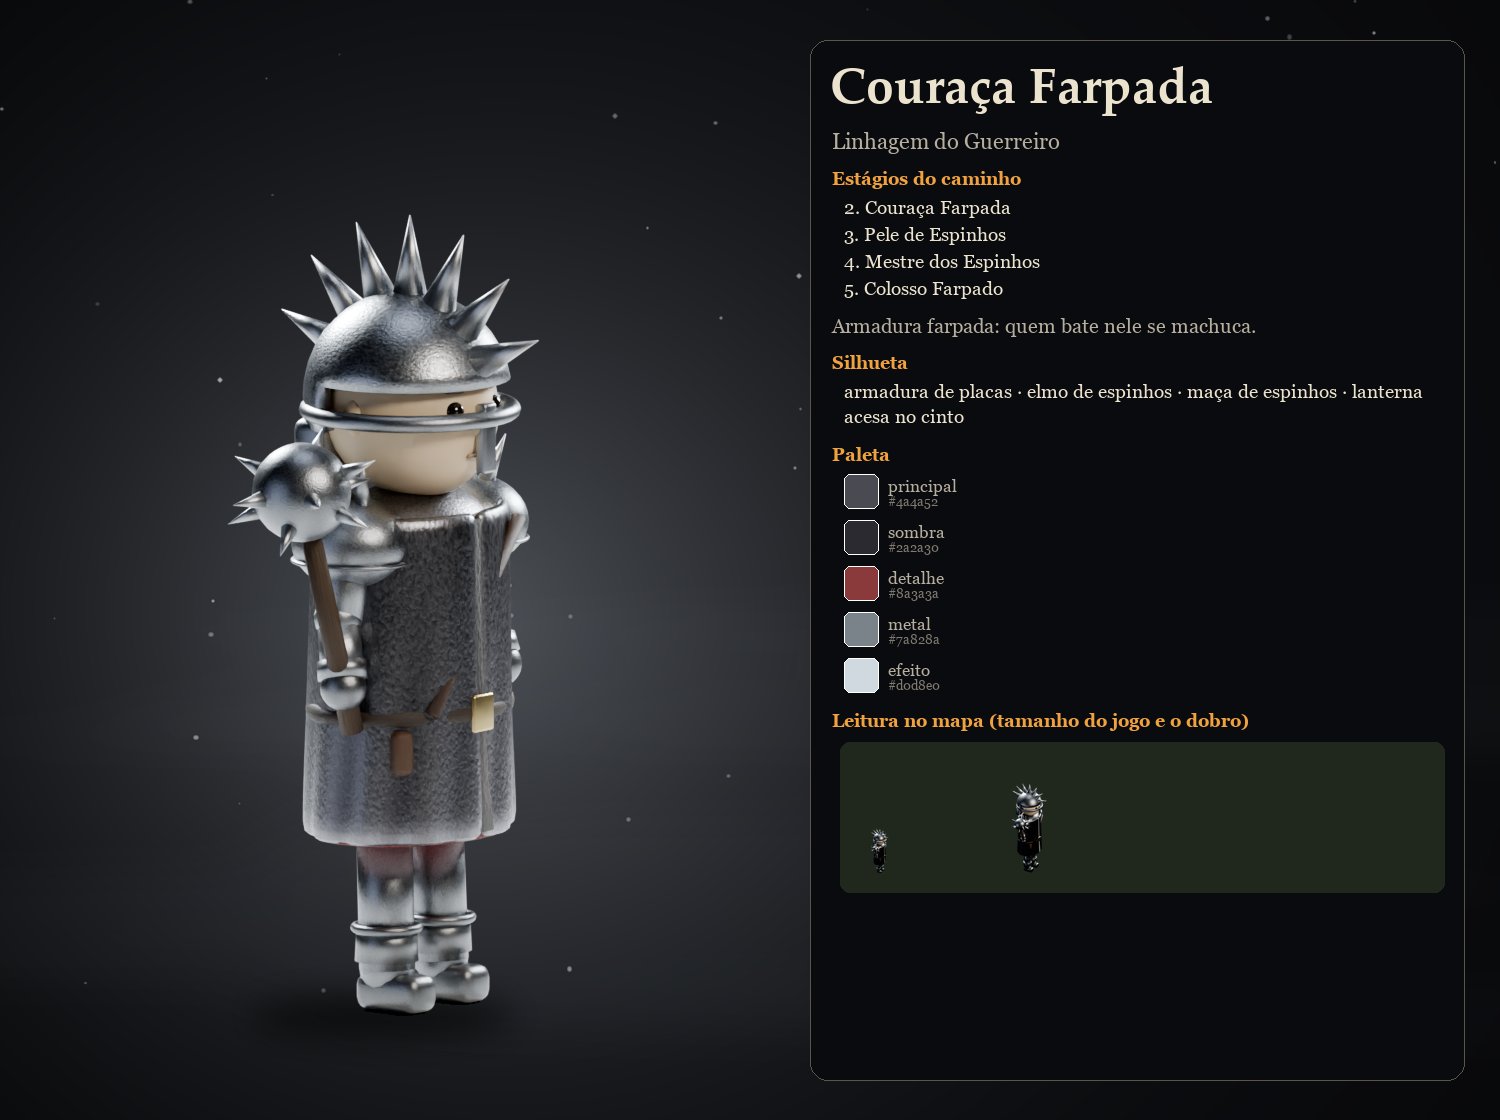 Couraça Farpada
Linhagem do Guerreiro
Estágios do caminho
2. Couraça Farpada
3. Pele de Espinhos
4. Mestre dos Espinhos
5. Colosso Farpado
Armadura farpada: quem bate nele se machuca.
Silhueta
armadura de placas · elmo de espinhos · maça de espinhos · lanterna
acesa no cinto
Paleta
principal
#4a4a52
sombra
#2a2a30
detalhe
#8a3a3a
metal
#7a828a
efeito
#d0d8e0
Leitura no mapa (tamanho do jogo e o dobro)